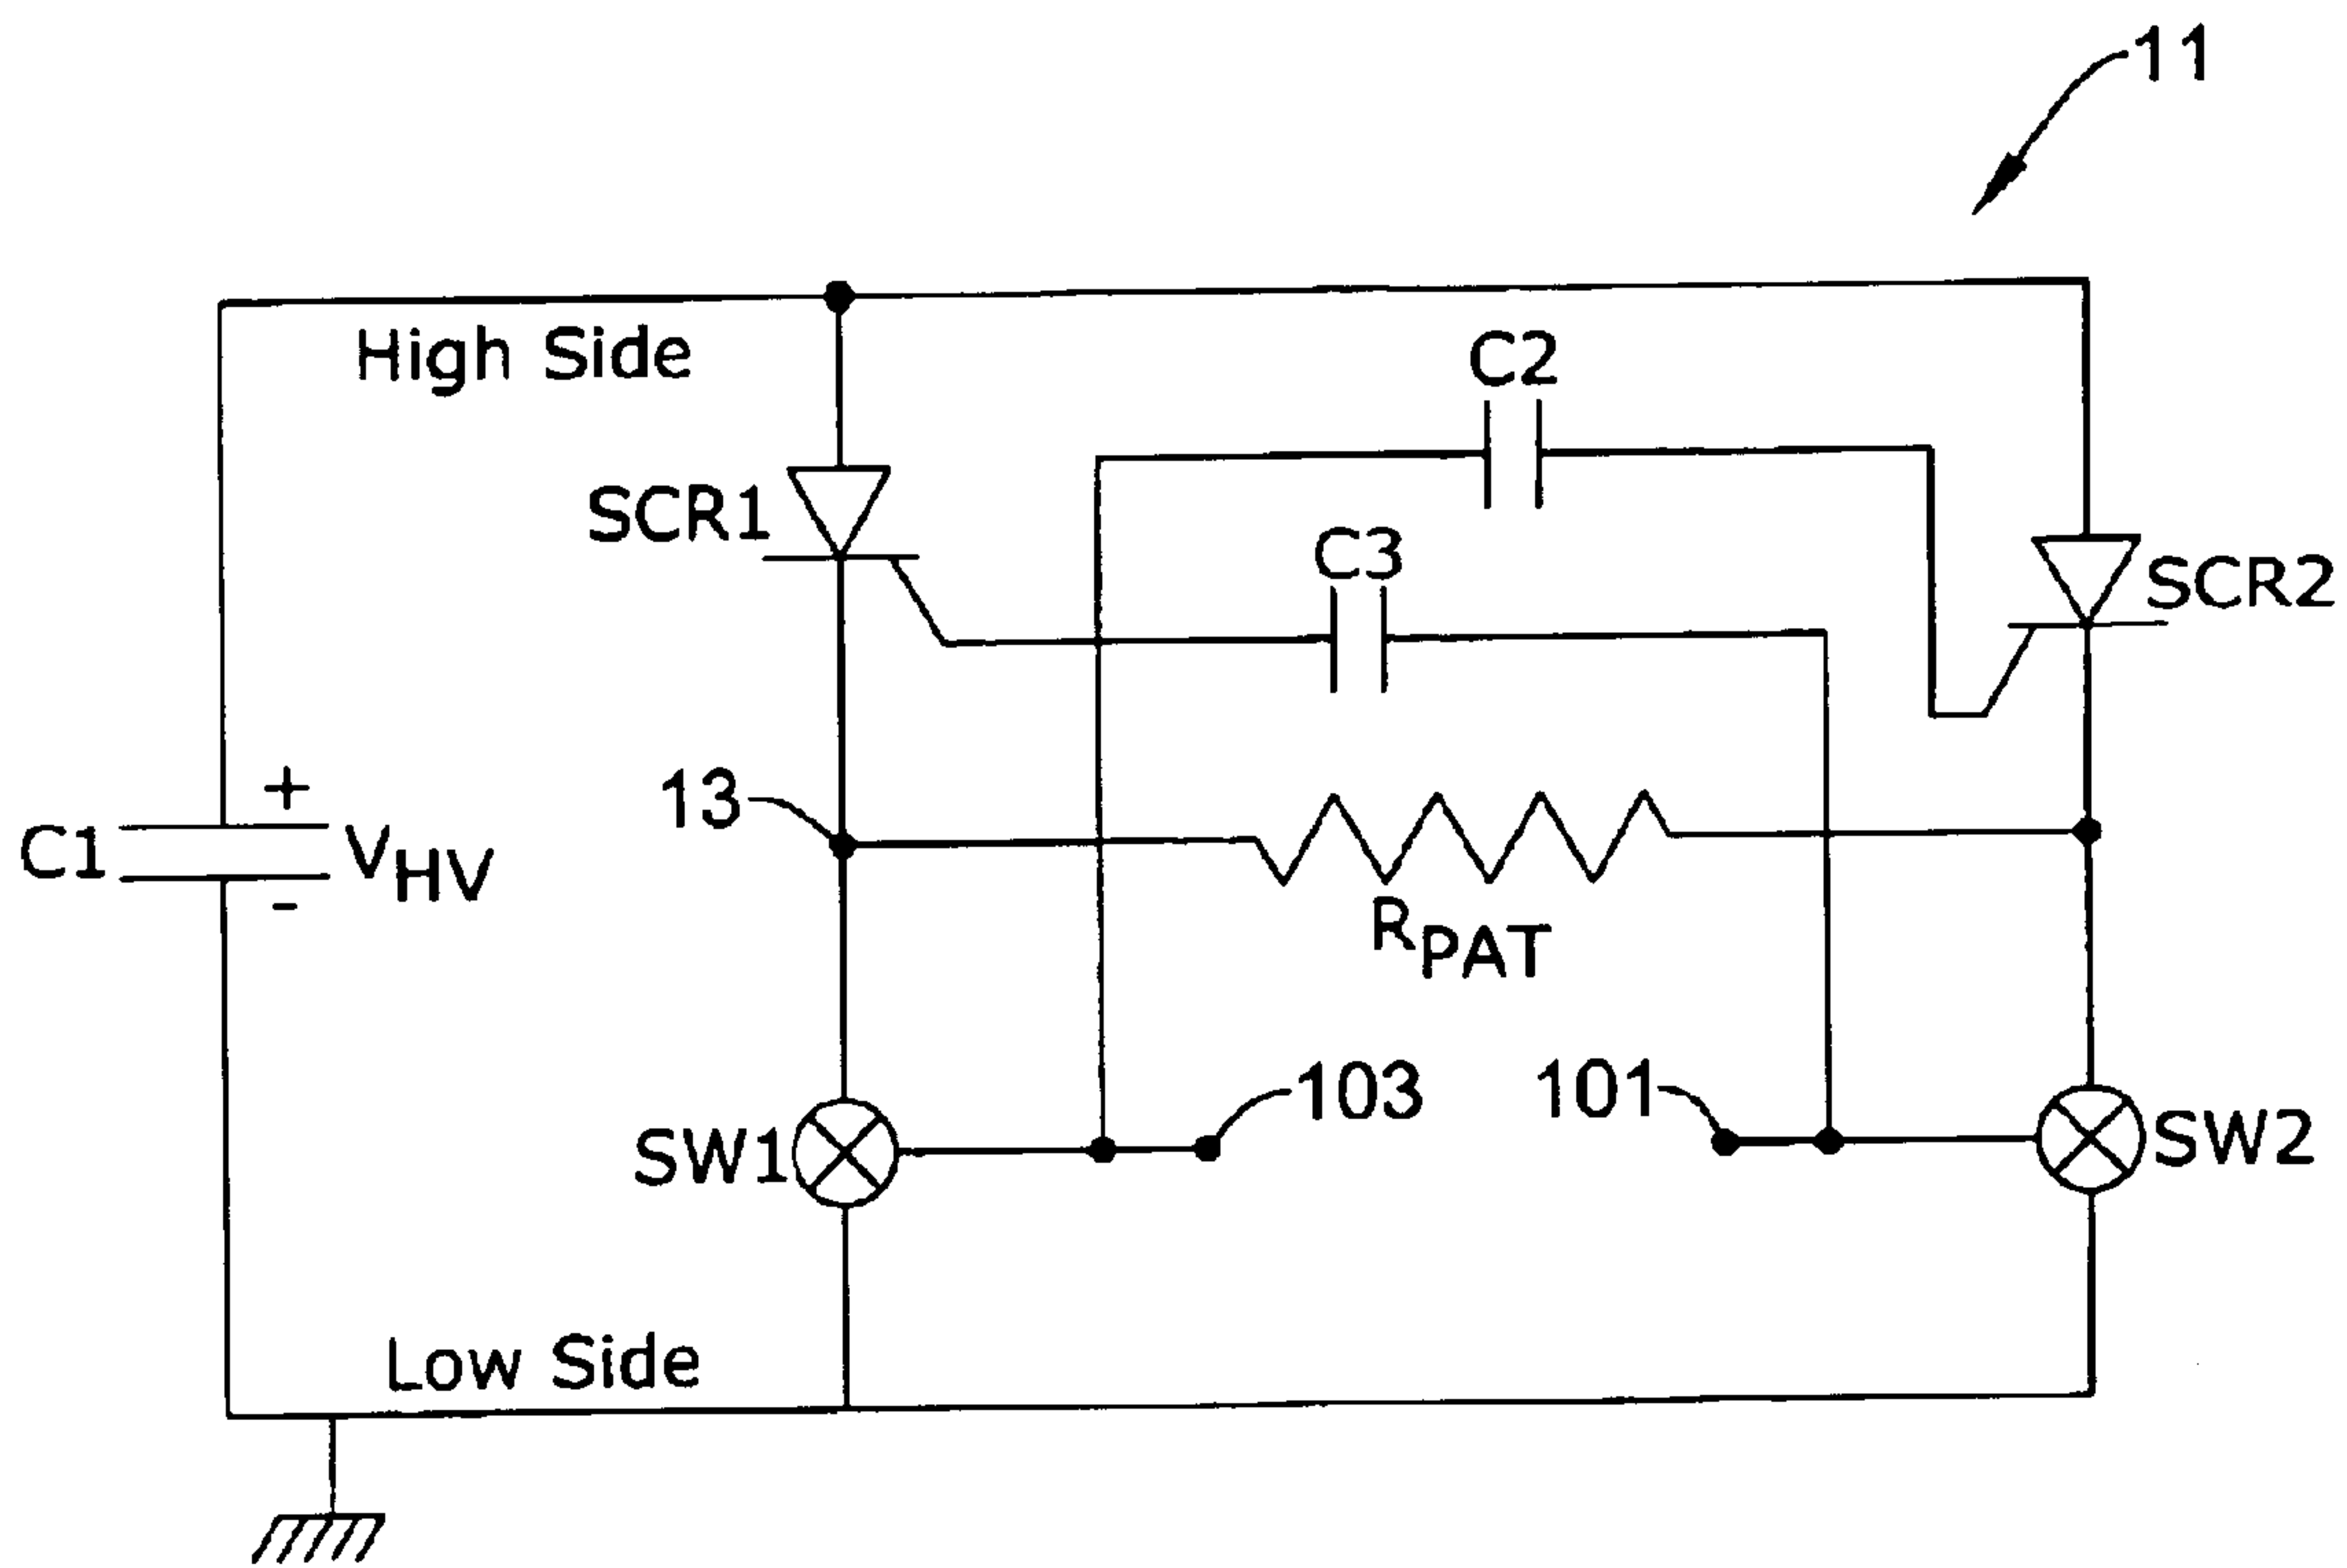 11
High Side
C2
SCR1
C3
SCR2
13
+
C1
VHV
-
RPAT
103
101
SW1
SW2
Low Side